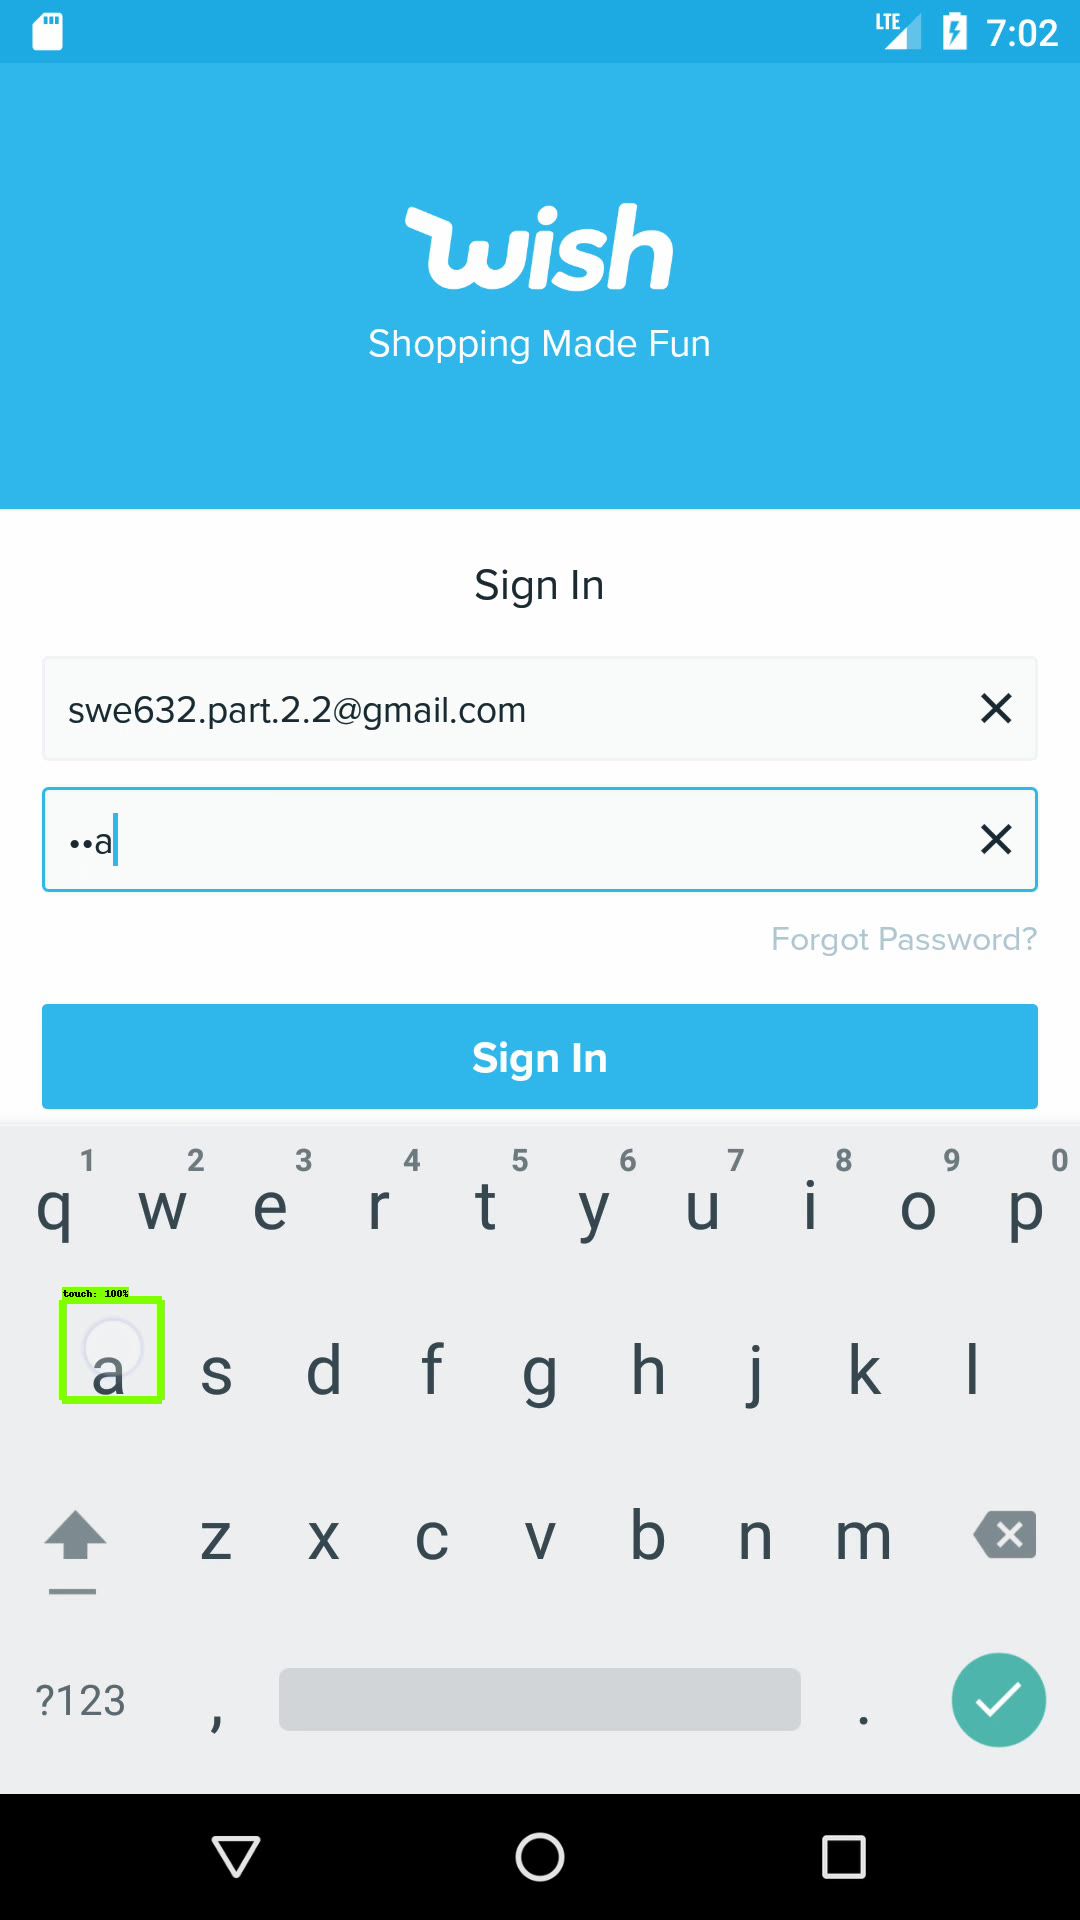 LTE 7:02
wish
Shopping Made Fun
Sign In
swe632.part.2.2@gmail.com
••a
Forgot Password?
Sign In
1 2 3 4 5 6 7 8 9 0
q w e r t y u i o p
touch: 100%
a s d f g h j k l
z x c v b n m
?123 , .